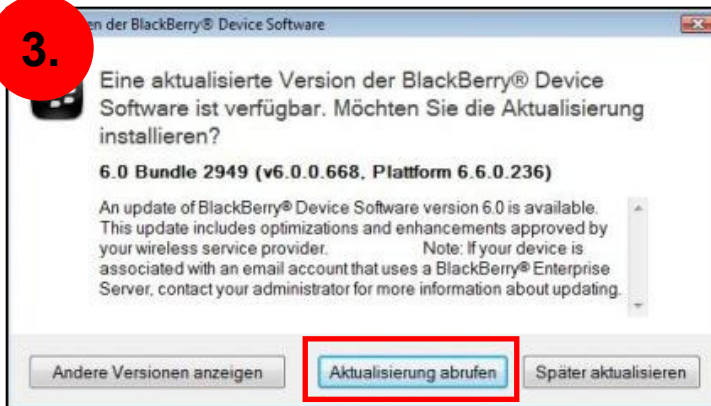 3.
en der BlackBerry® Device Software
Eine aktualisierte Version der BlackBerry® Device
Software ist verfügbar. Möchten Sie die Aktualisierung
installieren?
6.0 Bundle 2949 (v6.0.0.668, Plattform 6.6.0.236)
An update of BlackBerry® Device Software version 6.0 is available.
This update includes optimizations and enhancements approved by
your wireless service provider. Note: If your device is
associated with an email account that uses a BlackBerry® Enterprise
Server, contact your administrator for more information about updating.
Andere Versionen anzeigen
Aktualisierung abrufen
Später aktualisieren